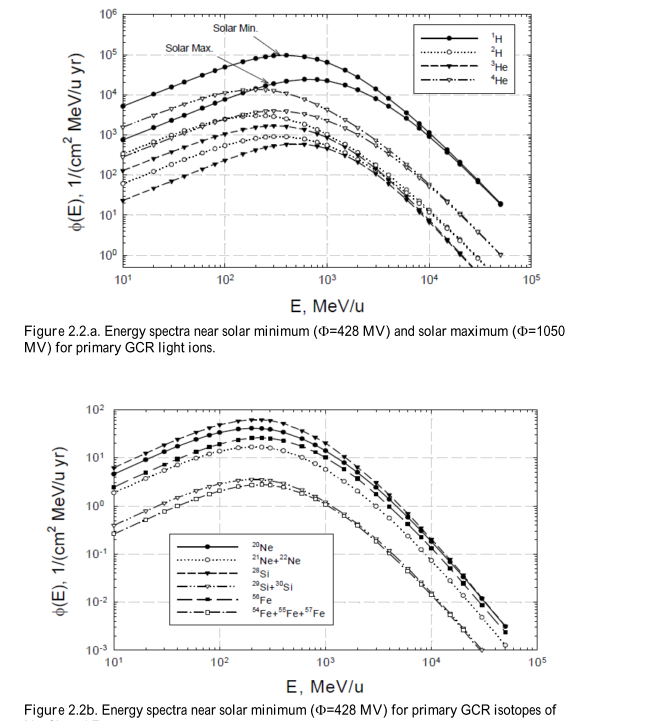 Solar Min.
Solar Max.
¹H
²H
³He
⁴He
10⁵
10⁴
10³
10²
10¹
10⁰
ϕ(E), 1/(cm² MeV/u yr)
10¹ 10² 10³ 10⁴ 10⁵
E, MeV/u
Figure 2.2.a. Energy spectra near solar minimum (Φ=428 MV) and solar maximum (Φ=1050
MV) for primary GCR light ions.
10²
10¹
10⁰
10⁻¹
10⁻²
10⁻³
ϕ(E), 1/(cm² MeV/u yr)
²⁰Ne
²¹Ne+²²Ne
²⁸Si
²⁹Si+³⁰Si
⁵⁶Fe
⁵⁴Fe+⁵⁵Fe+⁵⁷Fe
10¹ 10² 10³ 10⁴ 10⁵
E, MeV/u
Figure 2.2b. Energy spectra near solar minimum (Φ=428 MV) for primary GCR isotopes of